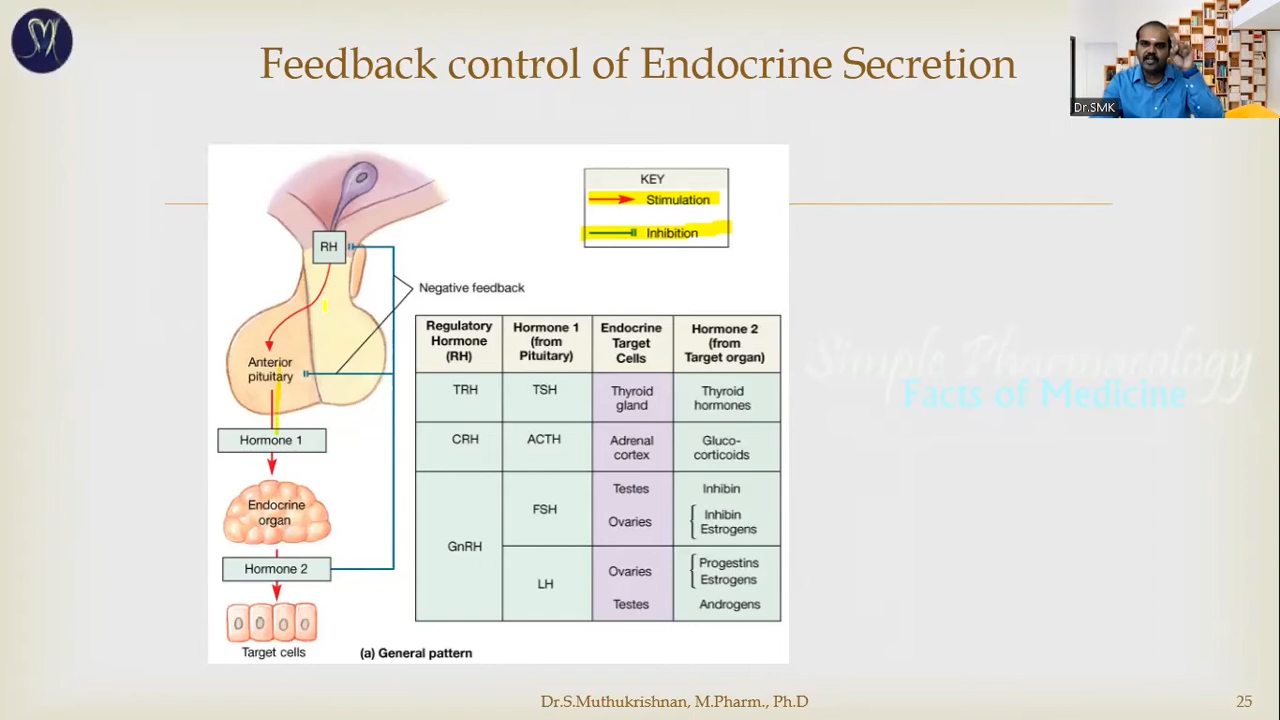 SM
Feedback control of Endocrine Secretion
Dr.SMK
KEY
Stimulation
Inhibition
RH
Negative feedback
Anterior
pituitary
Hormone 1
Endocrine
organ
Hormone 2
Target cells
Regulatory
Hormone
(RH)
Hormone 1
(from
Pituitary)
Endocrine
Target
Cells
Hormone 2
(from
Target organ)
TRH
TSH
Thyroid
gland
Thyroid
hormones
CRH
ACTH
Adrenal
cortex
Gluco-
corticoids
GnRH
FSH
Testes
Inhibin
Ovaries
Inhibin
Estrogens
LH
Ovaries
Progestins
Estrogens
Testes
Androgens
(a) General pattern
Simple Pharmacology
Facts of Medicine
Dr.S.Muthukrishnan, M.Pharm., Ph.D
25